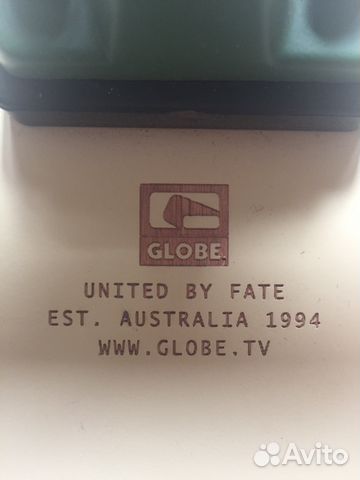 GLOBE
UNITED BY FATE
EST. AUSTRALIA 1994
WWW.GLOBE.TV
Avito